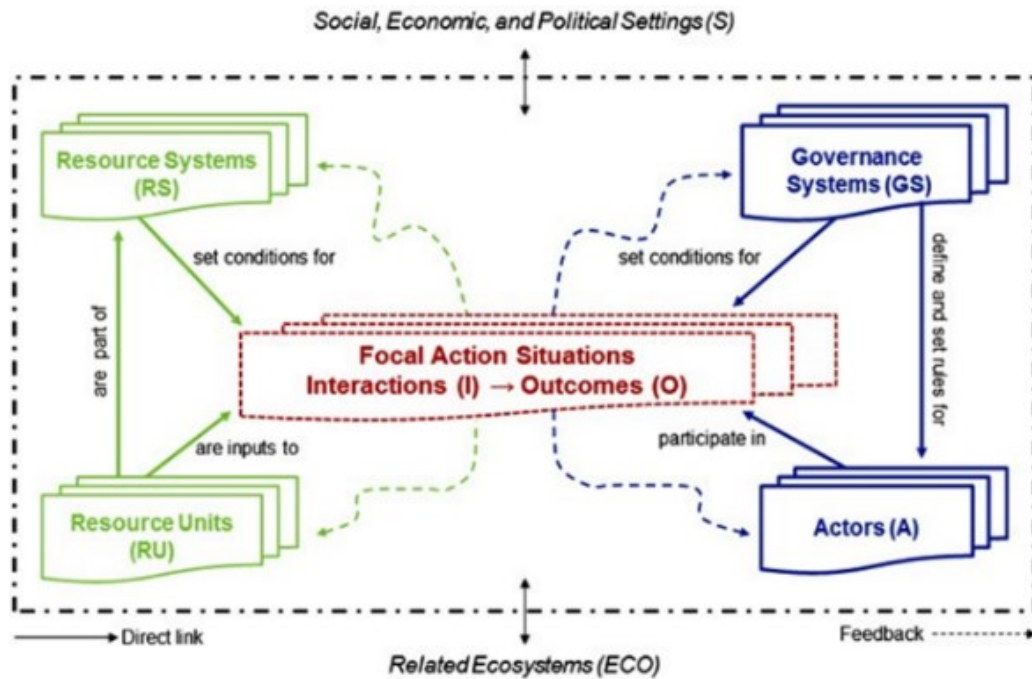 Social, Economic, and Political Settings (S)
Resource Systems
(RS)
Governance
Systems (GS)
set conditions for
set conditions for
are part of
define and set rules for
Focal Action Situations
Interactions (I) → Outcomes (O)
are inputs to
participate in
Resource Units
(RU)
Actors (A)
Direct link
Feedback
Related Ecosystems (ECO)